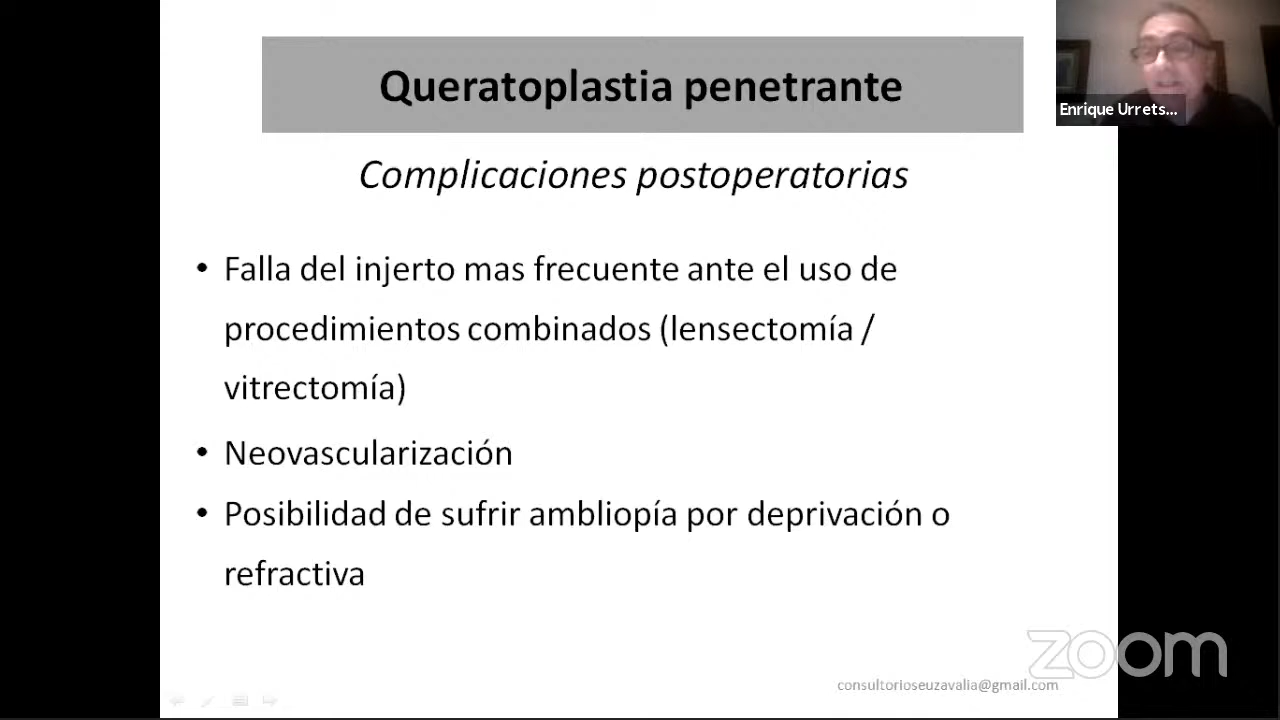 Queratoplastia penetrante
Enrique Urrets...
Complicaciones postoperatorias
• Falla del injerto mas frecuente ante el uso de
procedimientos combinados (lensectomía /
vitrectomía)
• Neovascularización
• Posibilidad de sufrir ambliopía por deprivación o
refractiva
zoom
consultorioseuzavalia@gmail.com